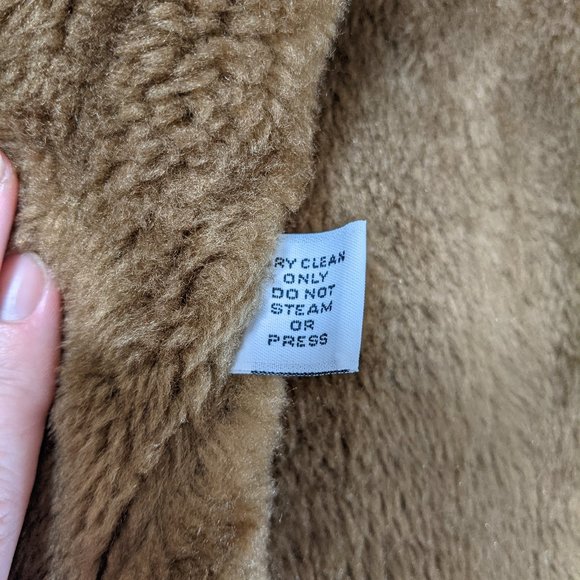 RY CLEAN
ONLY
DO NOT
STEAM
OR
PRESS